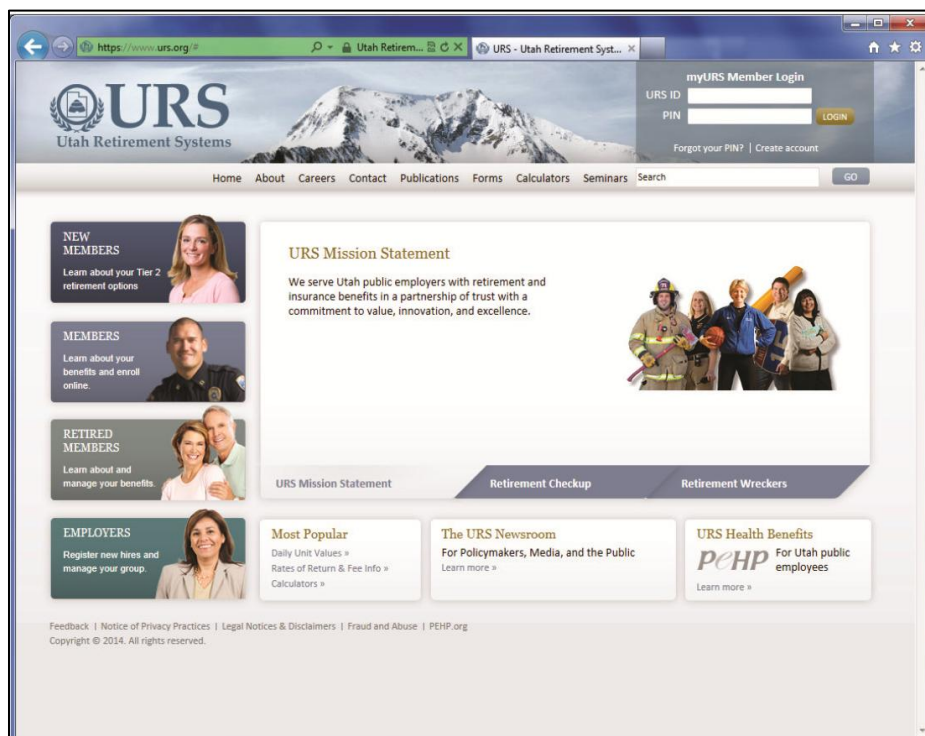 https://www.urs.org/#
Utah Retirem...
URS - Utah Retirement Syst...
URS
Utah Retirement Systems
myURS Member Login
URS ID
PIN
LOGIN
Forgot your PIN? | Create account
Home About Careers Contact Publications Forms Calculators Seminars Search GO
NEW
MEMBERS
Learn about your Tier 2
retirement options
MEMBERS
Learn about your
benefits and enroll
online.
RETIRED
MEMBERS
Learn about and
manage your benefits.
EMPLOYERS
Register new hires and
manage your group.
URS Mission Statement
We serve Utah public employers with retirement and
insurance benefits in a partnership of trust with a
commitment to value, innovation, and excellence.
URS Mission Statement Retirement Checkup Retirement Wreckers
Most Popular
Daily Unit Values »
Rates of Return & Fee Info »
Calculators »
The URS Newsroom
For Policymakers, Media, and the Public
Learn more »
URS Health Benefits
PeHP
For Utah public
employees
Learn more »
Feedback | Notice of Privacy Practices | Legal Notices & Disclaimers | Fraud and Abuse | PEHP.org
Copyright © 2014. All rights reserved.